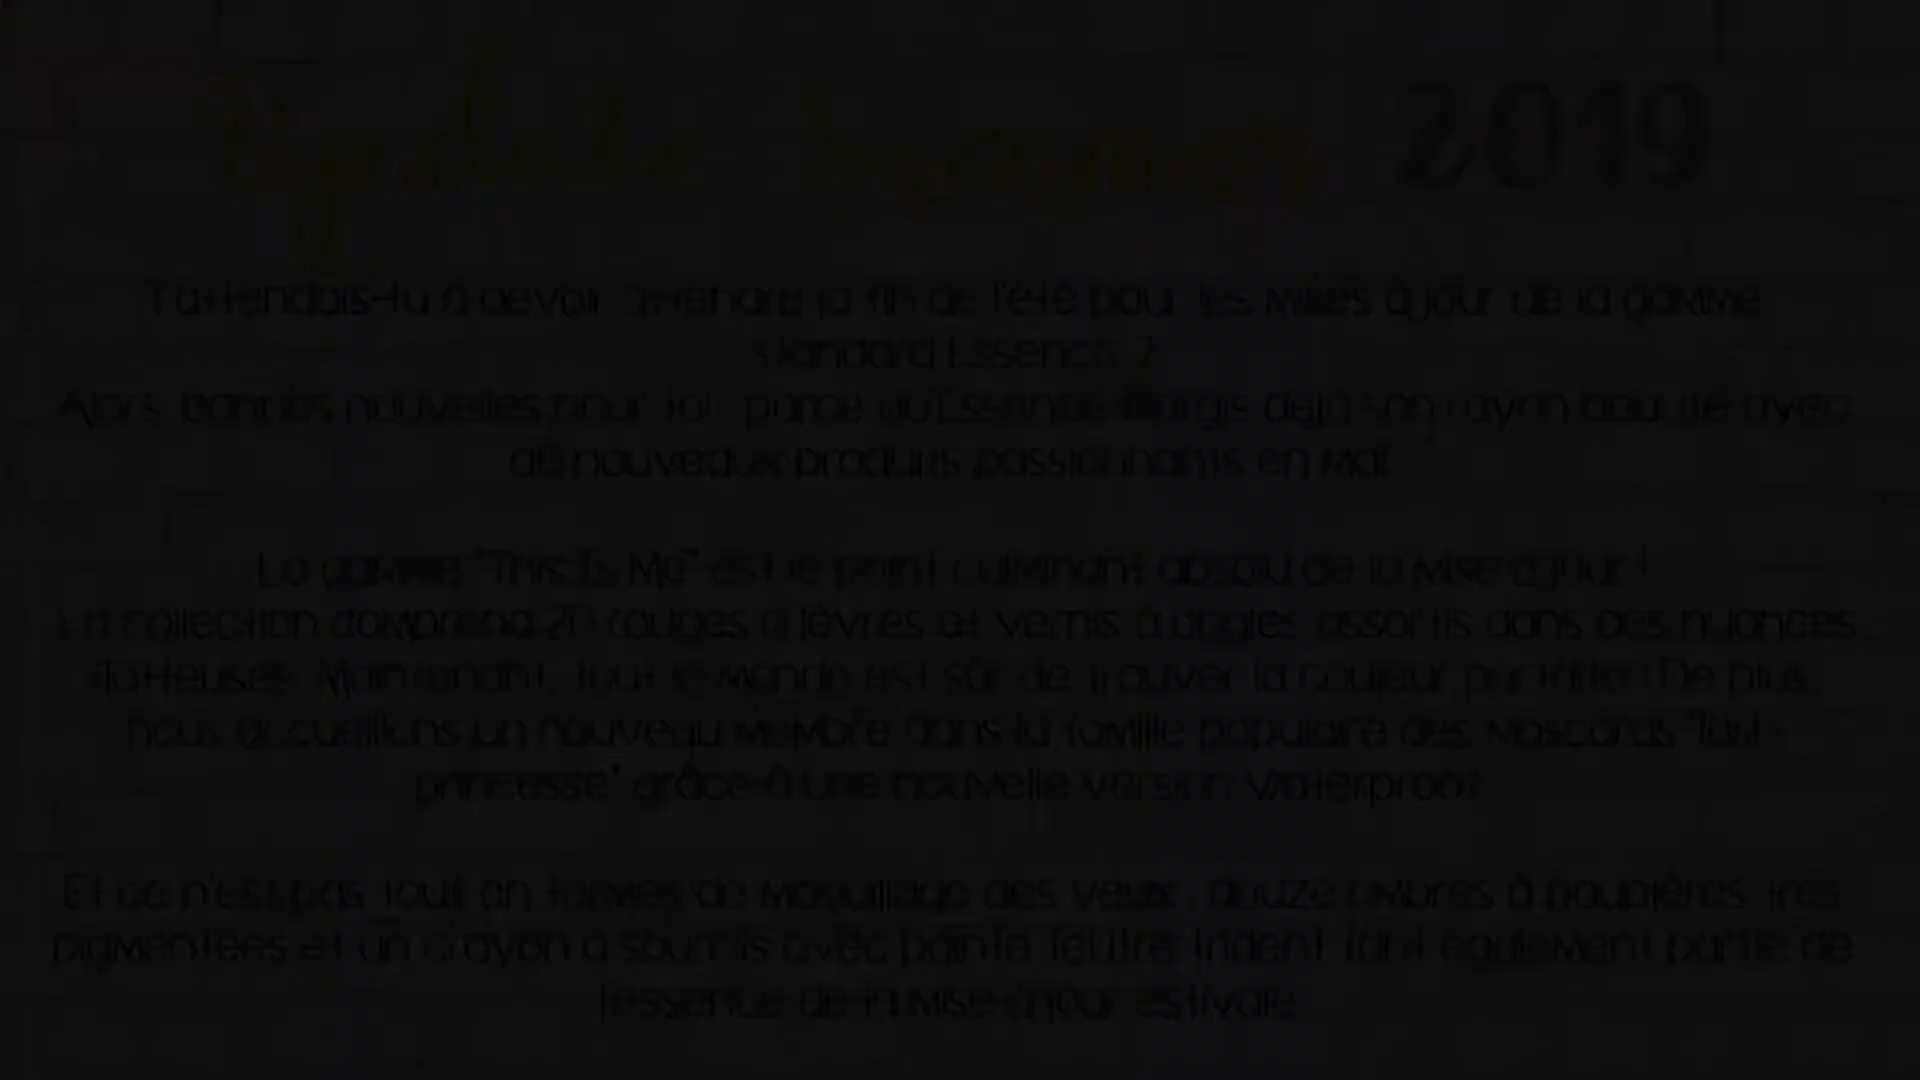 Update Summer 2019
T'attendais-tu à devoir attendre la fin de l'été pour les mises à jour de la gamme
standard Essence ?
Alors bonnes nouvelles pour toi, parce qu'Essence élargis déjà son rayon beauté avec
de nouveaux produits passionnants en Mai
La gamme "This Is Me" est le point culminant absolu de la mise à jour !
La collection comprend 20 rouges à lèvres et vernis à ongles assortis dans des nuances
flatteuses. Maintenant, tout le monde est sûr de trouver la couleur parfaite ! De plus,
nous accueillons un nouveau membre dans la famille populaire des mascaras "lash
princesse" grâce à une nouvelle version waterproof
Et ce n'est pas tout en termes de maquillage des yeux, douze ombres à paupières très
pigmentées et un crayon à sourcils avec pointe feutre font également partie de
l'essence de la mise à jour estivale